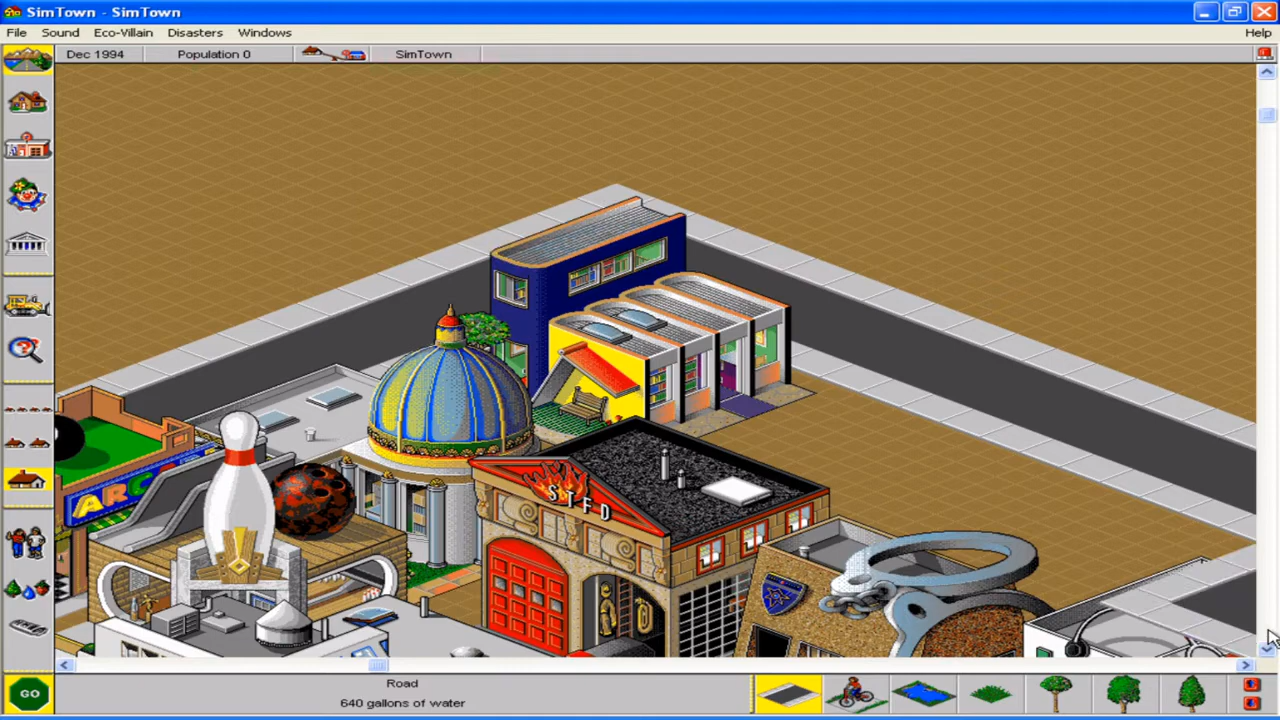 SimTown - SimTown
File Sound Eco-Villain Disasters Windows Help
Dec 1994 Population 0 SimTown
STFD
ARC
GO
Road
640 gallons of water